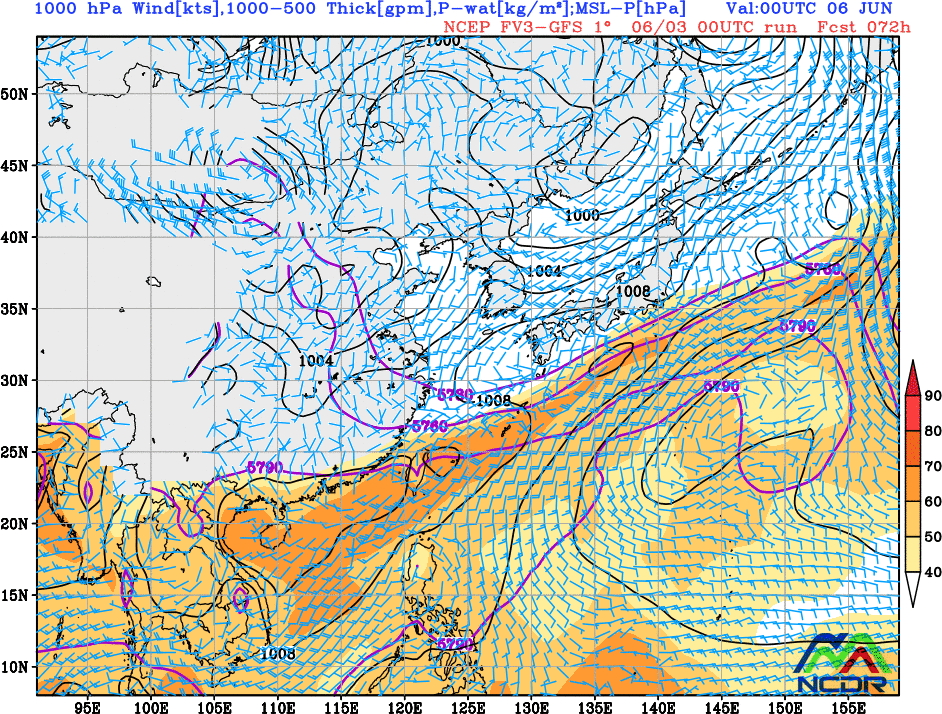 1000 hPa Wind[kts],1000-500 Thick[gpm],P-wat[kg/m²];MSL-P[hPa] Val:00UTC 06 JUN
NCEP FV3-GFS 1° 06/03 00UTC run Fcst 072h
1000
50N
45N
1000
40N
1004
5760
1008
35N
5790
1004
30N
5790
5760
1008
90
5760
80
25N
5790
70
60
20N
50
40
15N
5790
1008
10N
NCDR
95E 100E 105E 110E 115E 120E 125E 130E 135E 140E 145E 150E 155E